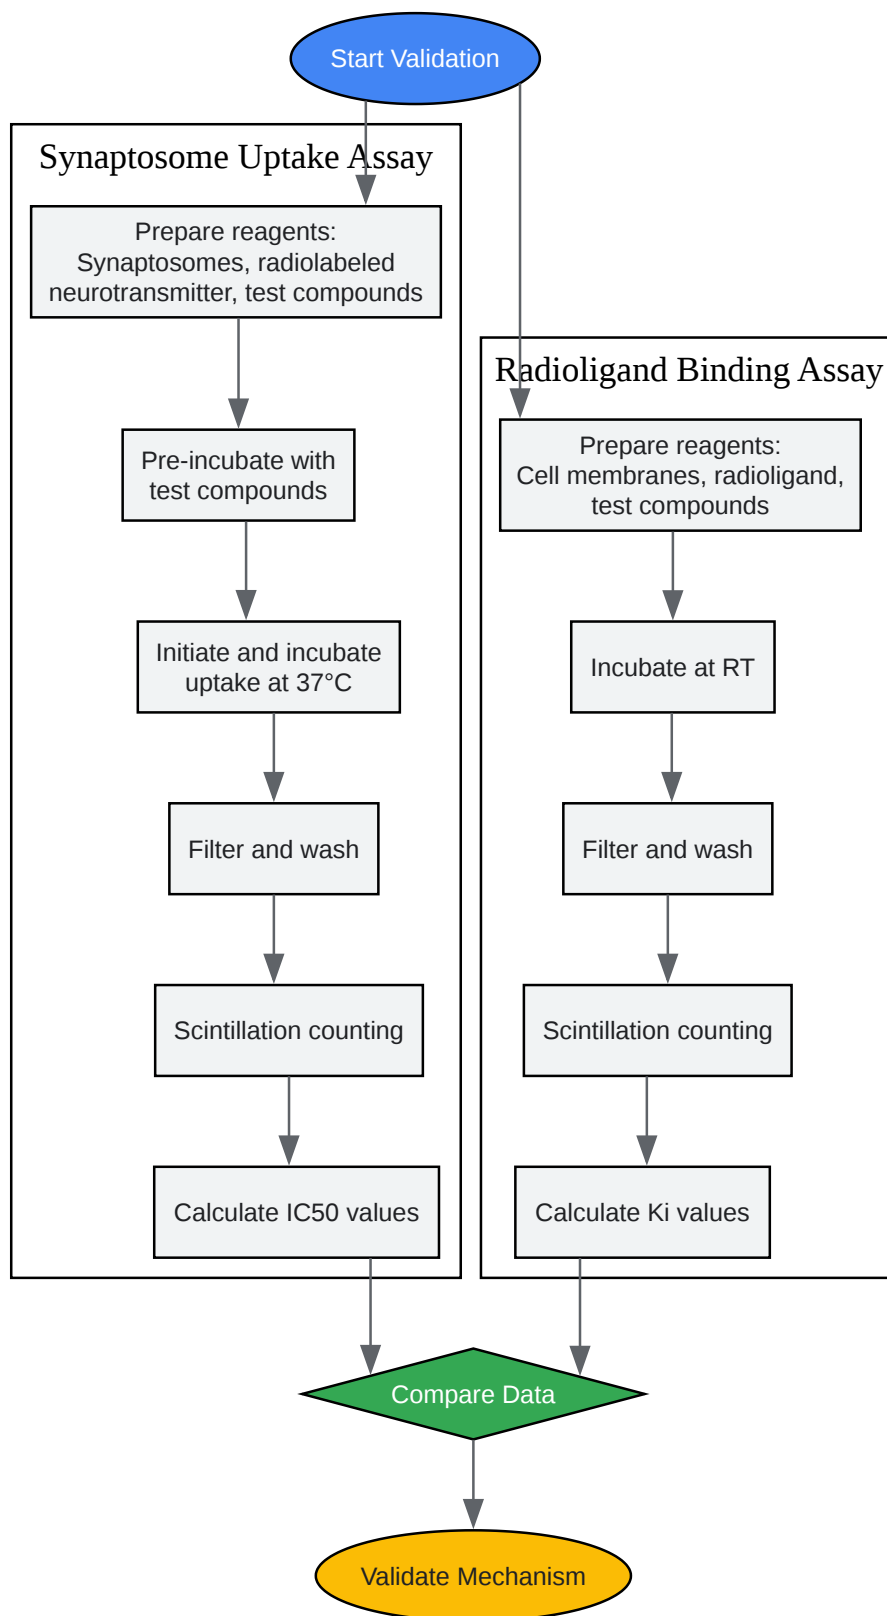 Start Validation
Synaptosome Uptake Assay
Prepare reagents:
Synaptosomes, radiolabeled
neurotransmitter, test compounds
Pre-incubate with
test compounds
Initiate and incubate
uptake at 37°C
Filter and wash
Scintillation counting
Calculate IC50 values
Radioligand Binding Assay
Prepare reagents:
Cell membranes, radioligand,
test compounds
Incubate at RT
Filter and wash
Scintillation counting
Calculate Ki values
Compare Data
Validate Mechanism